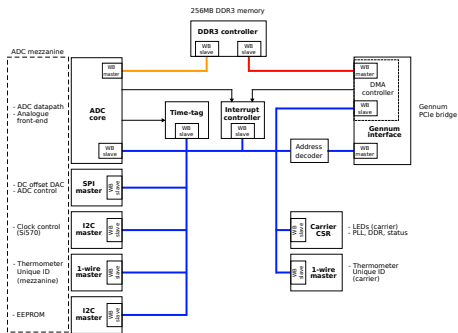 256MB DDR3 memory
DDR3 controller
WB
slave
WB
slave
ADC mezzanine
WB
master
WB
master
DMA
controller
- ADC datapath
- Analogue
front-end
ADC
core
Time-tag
WB
slave
Interrupt
controller
WB
slave
WB
slave
Gennum
interface
Gennum
PCIe bridge
WB
slave
Address
decoder
WB
master
- DC offset DAC
- ADC control
SPI
master
WB
slave
- Clock control
(Si570)
I2C
master
WB
slave
Carrier
CSR
WB
slave
- LEDs (carrier)
- PLL, DDR, status
- Thermometer
Unique ID
(mezzanine)
1-wire
master
WB
slave
1-wire
master
WB
slave
- Thermometer
Unique ID
(carrier)
- EEPROM
I2C
master
WB
slave